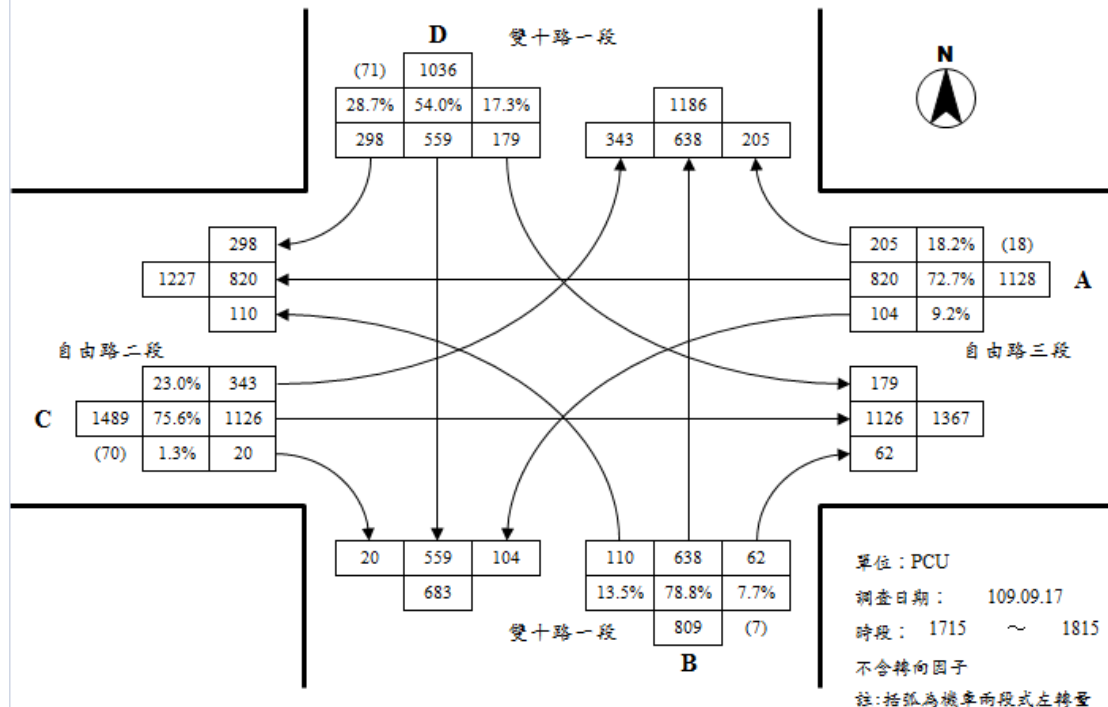 D
雙十路一段
N
(71)
1036
28.7% 54.0% 17.3%
298 559 179
1186
343 638 205
298
1227 820
110
205 18.2% (18)
820 72.7% 1128
104 9.2%
A
自由路二段
自由路三段
23.0% 343
C
1489 75.6% 1126
(70) 1.3% 20
179
1126 1367
62
20 559 104
683
110 638 62
13.5% 78.8% 7.7%
809 (7)
雙十路一段
B
單位：PCU
調查日期： 109.09.17
時段： 1715 ～ 1815
不含轉向因子
註:括弧為機車兩段式左轉量